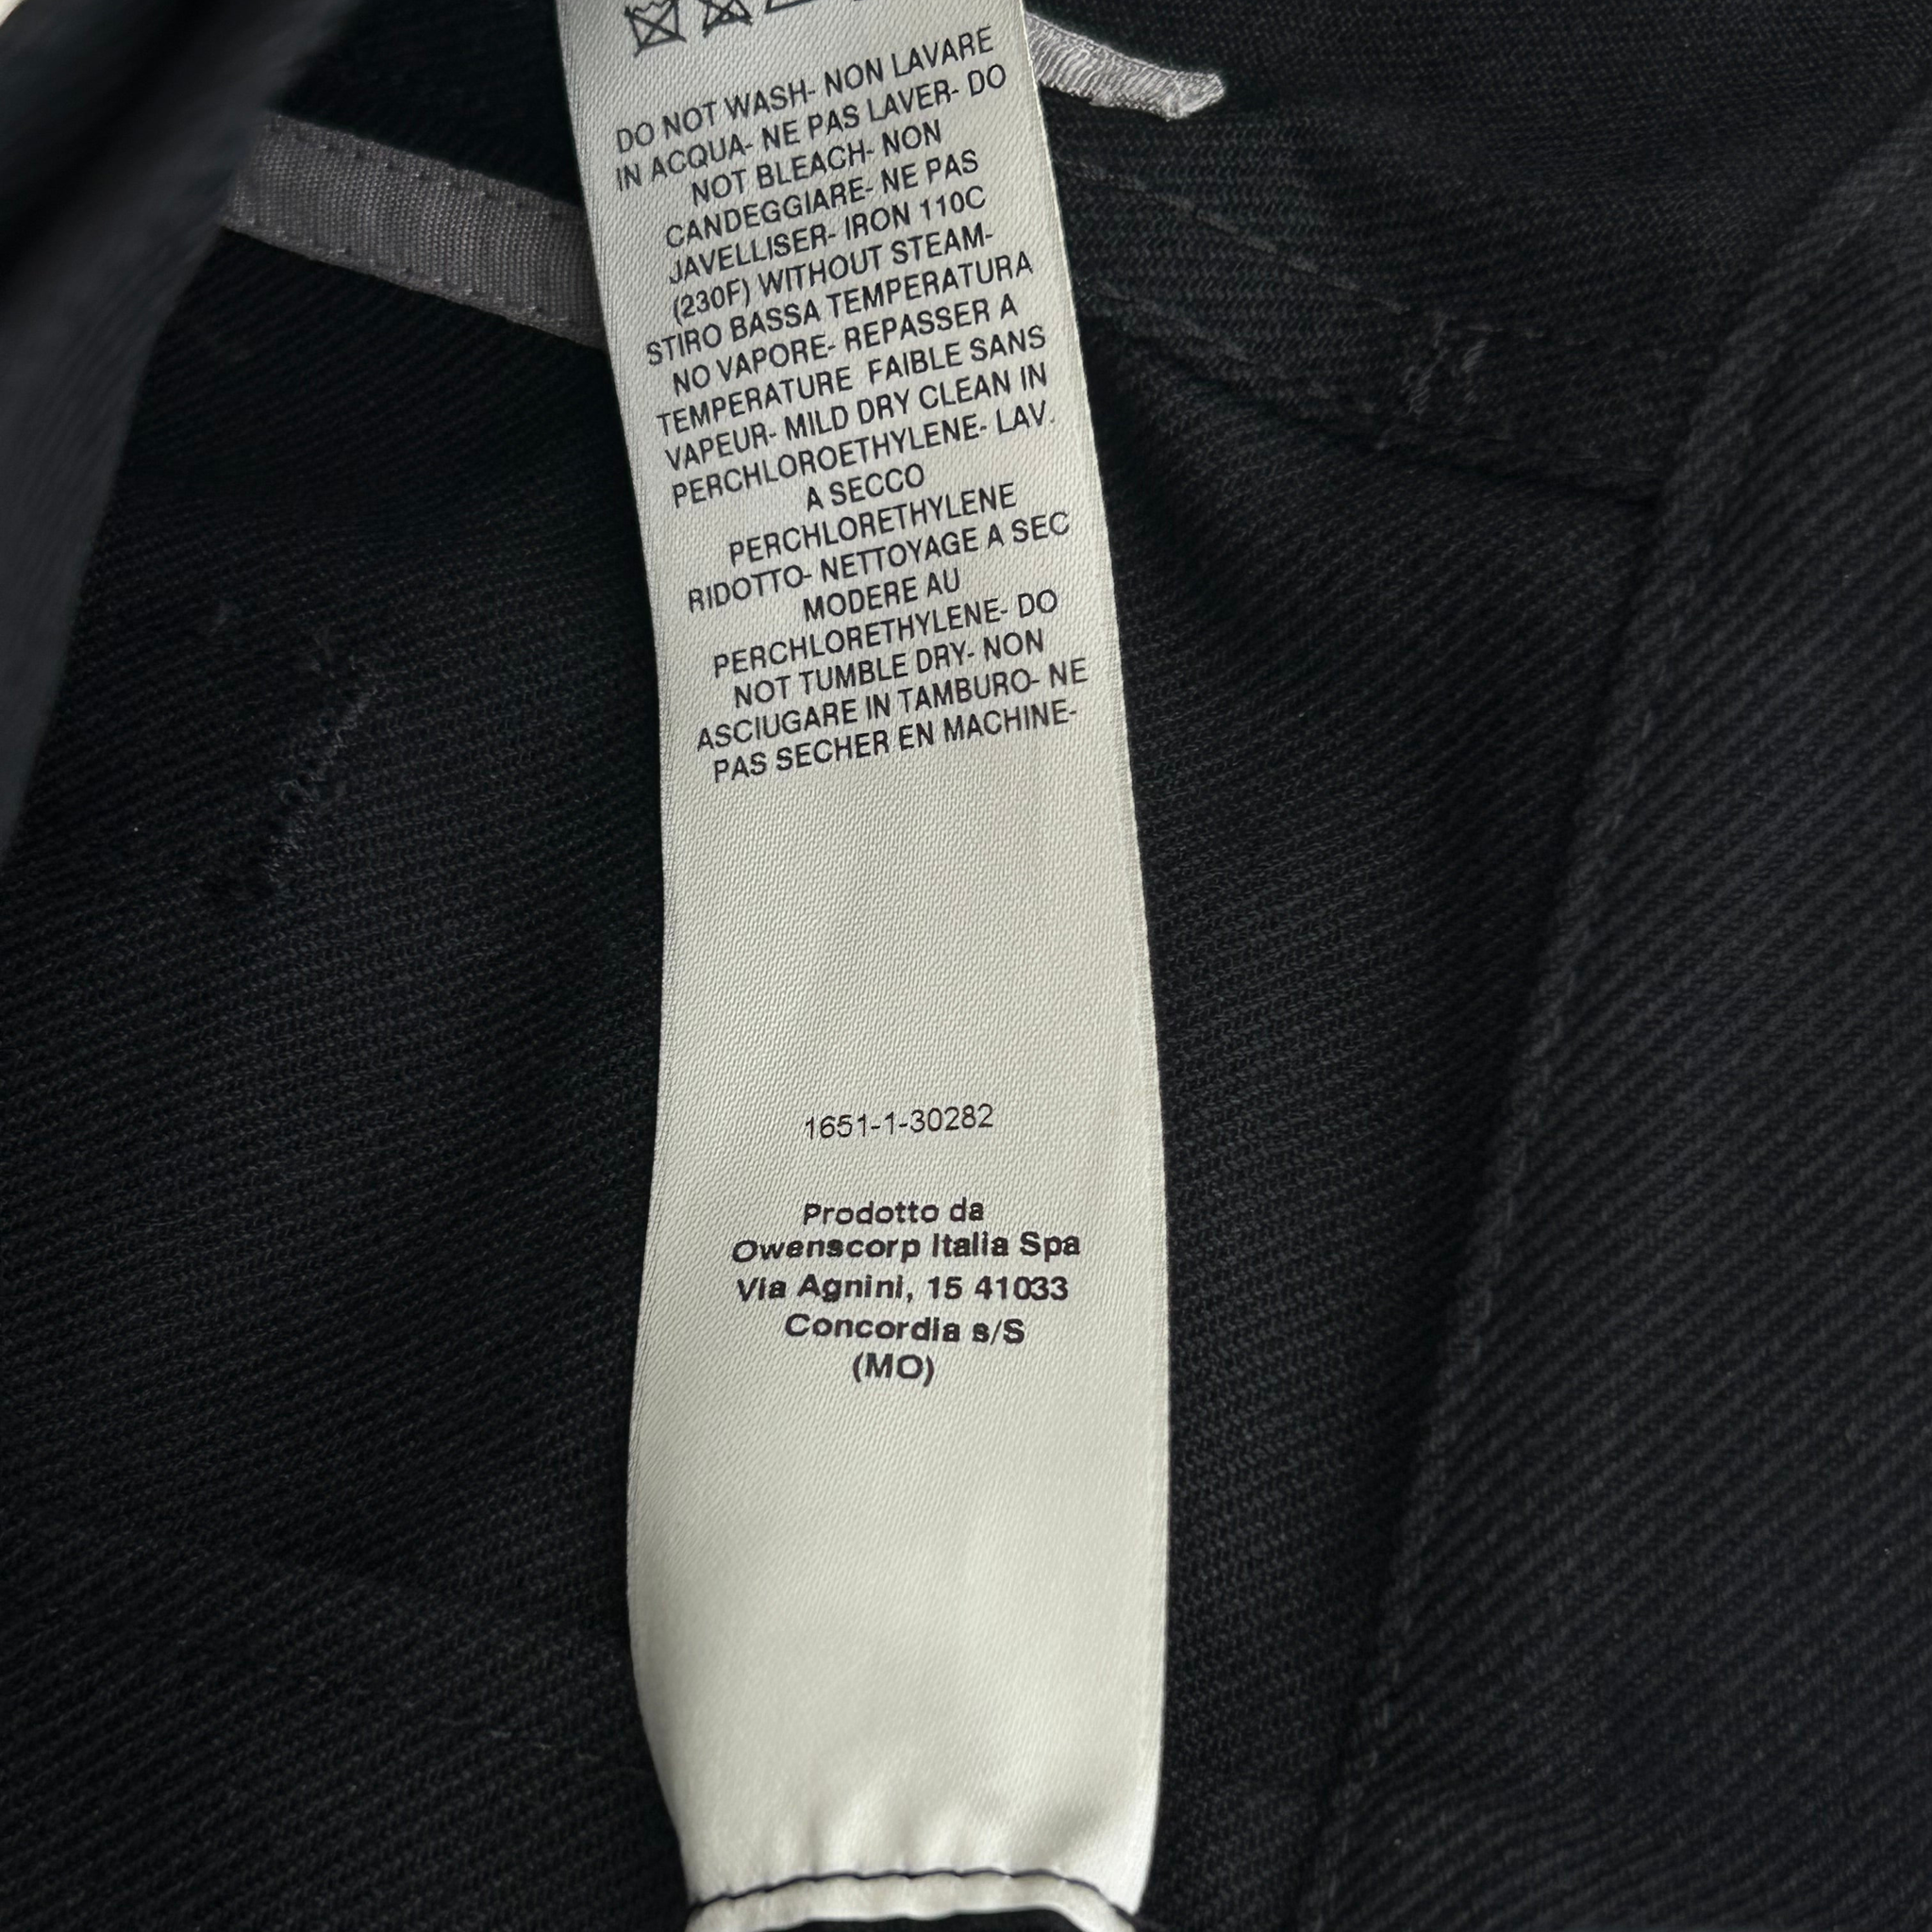 DO NOT WASH- NON LAVARE
IN ACQUA- NE PAS LAVER- DO
NOT BLEACH- NON
CANDEGGIARE- NE PAS
JAVELLISER- IRON 110C
(230F) WITHOUT STEAM-
STIRO BASSA TEMPERATURA
NO VAPORE- REPASSER A
TEMPERATURE FAIBLE SANS
VAPEUR- MILD DRY CLEAN IN
PERCHLOROETHYLENE- LAV.
A SECCO
PERCHLORETHYLENE
RIDOTTO- NETTOYAGE A SEC
MODERE AU
PERCHLORETHYLENE- DO
NOT TUMBLE DRY- NON
ASCIUGARE IN TAMBURO- NE
PAS SECHER EN MACHINE-
1651-1-30282
Prodotto da
Owenscorp Italia Spa
Via Agnini, 15 41033
Concordia s/S
(MO)